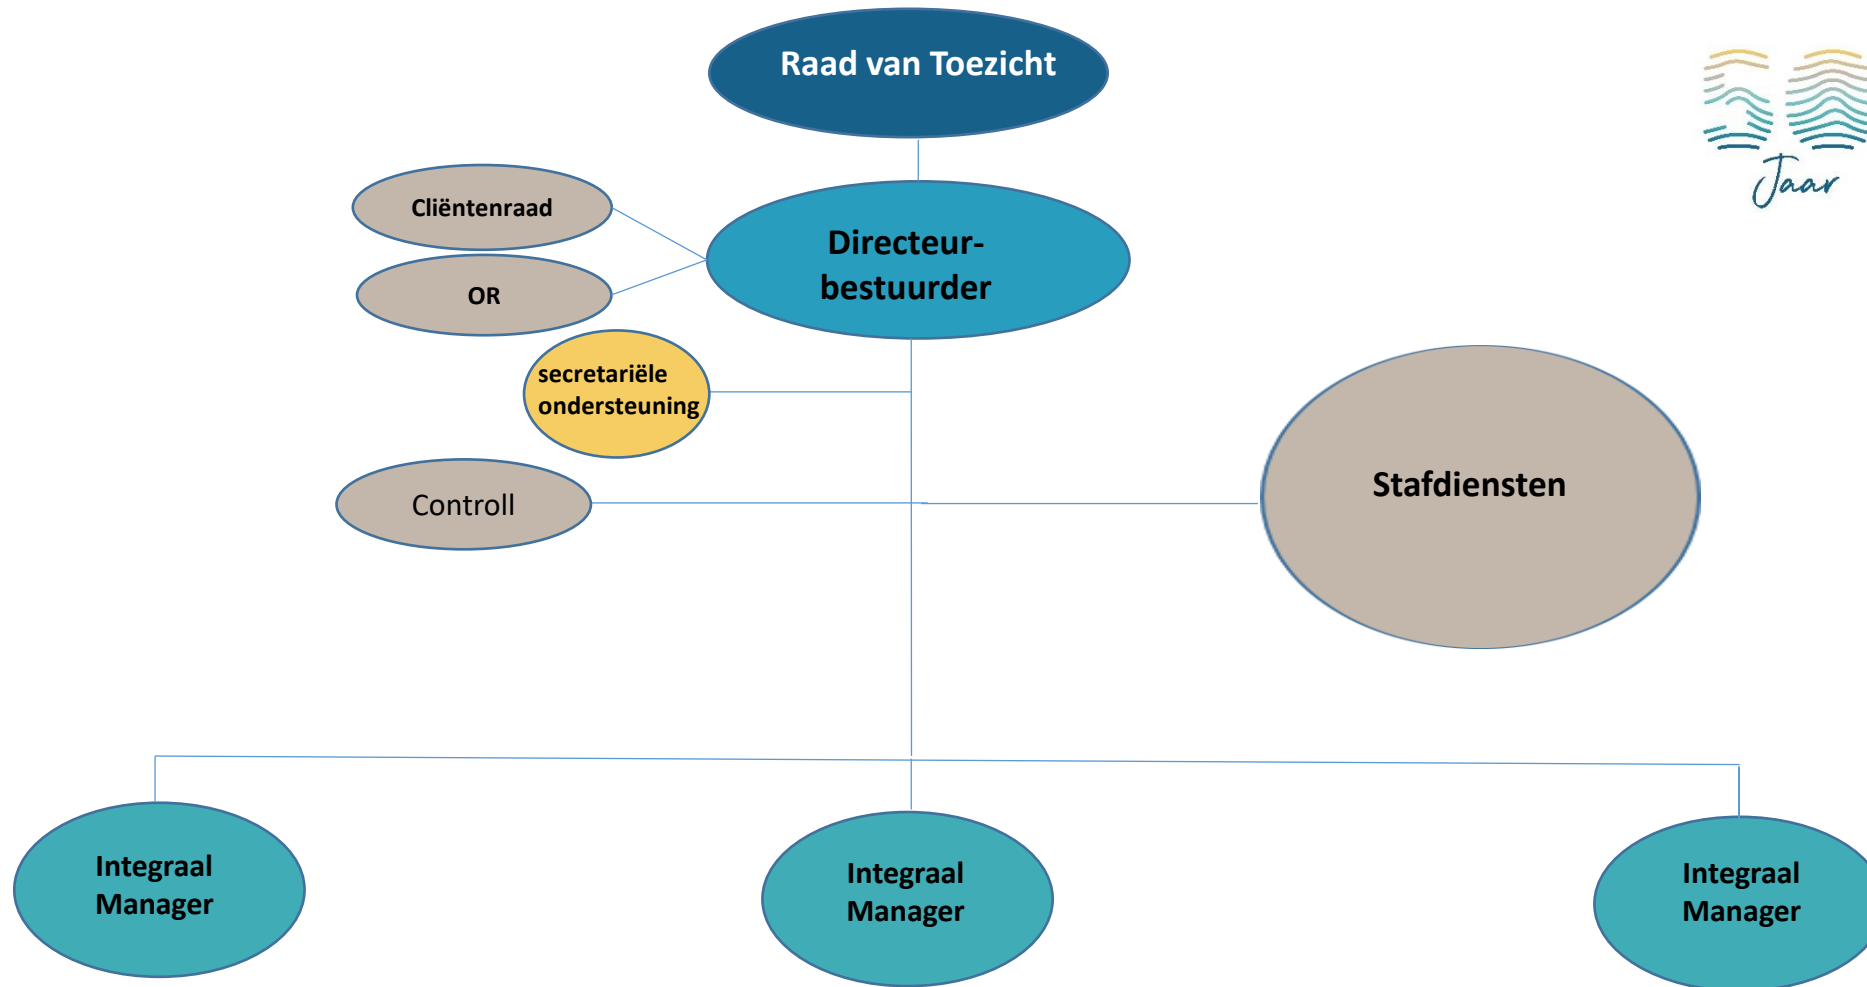 Raad van Toezicht
Jaar
Cliëntenraad
Directeur-
bestuurder
OR
secretariële
ondersteuning
Controll
Stafdiensten
Integraal
Manager
Integraal
Manager
Integraal
Manager